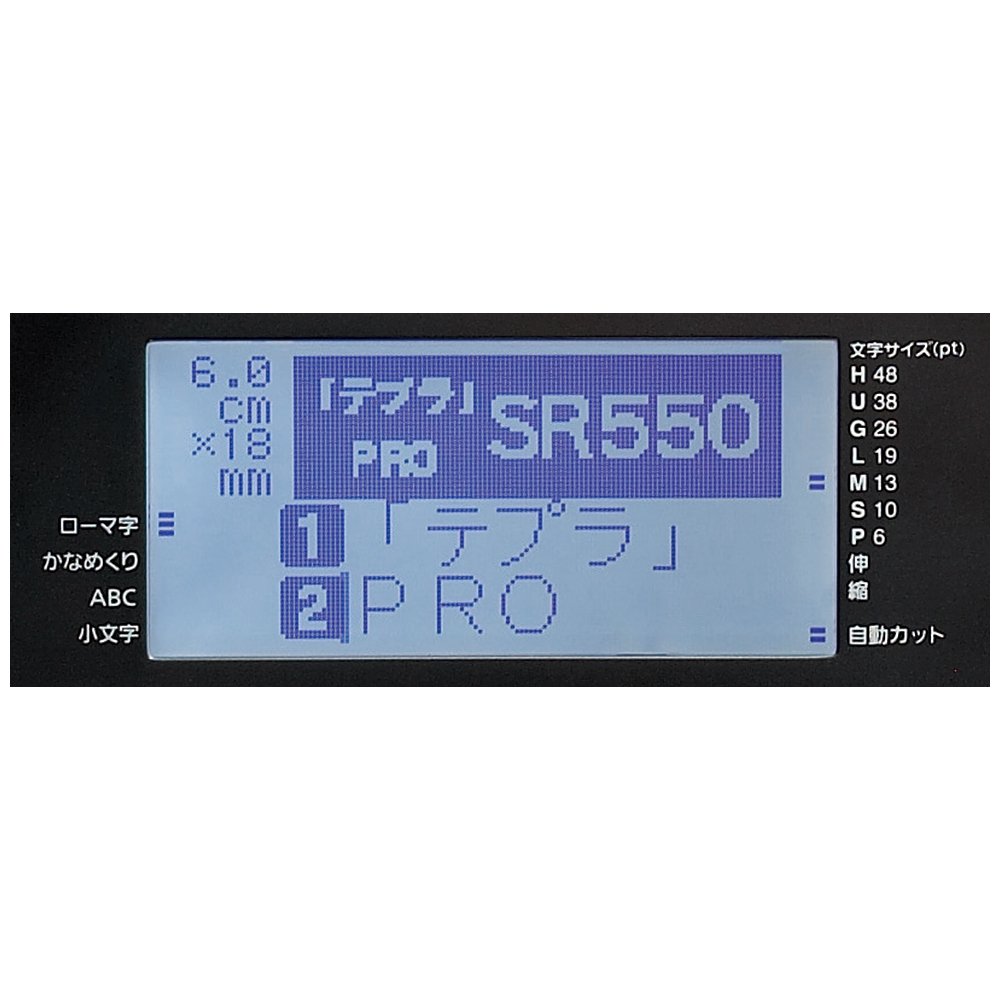 6.0
cm
×18
mm
「テプラ」
PRO
SR550
1「テプラ」
2PRO
ローマ字
かなめくり
ABC
小文字
文字サイズ(pt)
H 48
U 38
G 26
L 19
M 13
S 10
P 6
伸
縮
自動カット